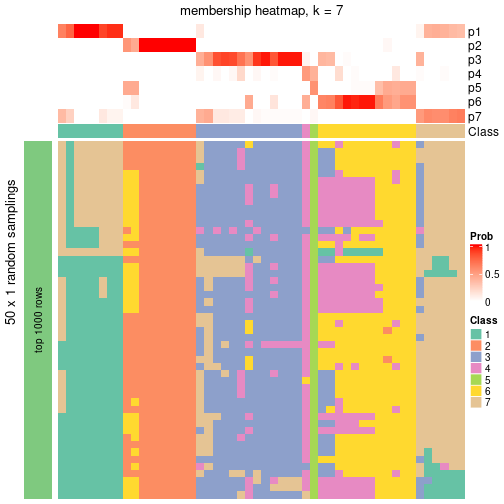 membership heatmap, k = 7
p1
p2
p3
p4
p5
p6
p7
Class
50 x 1 random samplings
top 1000 rows
Prob
1
0.5
0
Class
1
2
3
4
5
6
7